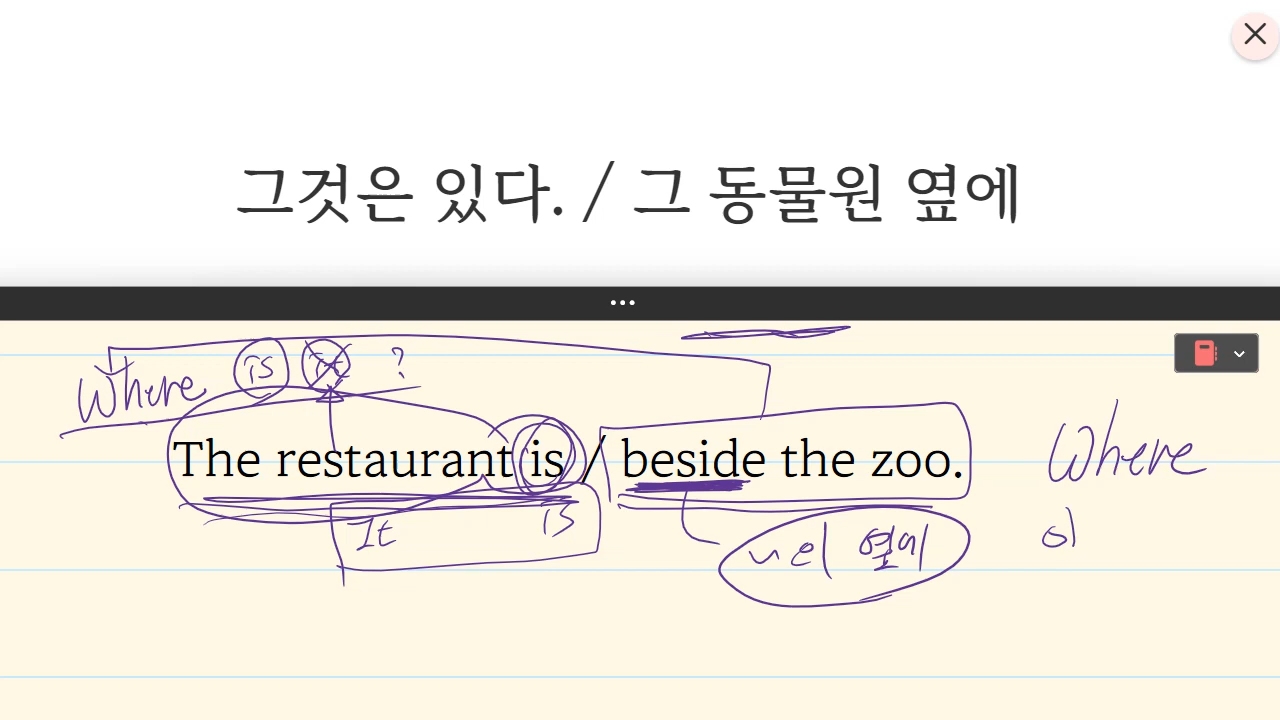 그것은 있다. / 그 동물원 옆에
Where is it ?
The restaurant is / beside the zoo.
Where
It is
~의 옆에
어